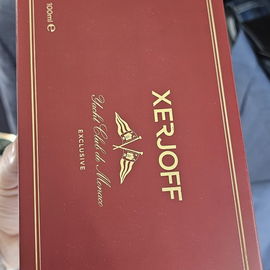 XERJOFF
Yacht Club de Monaco
EXCLUSIVE
100ml e